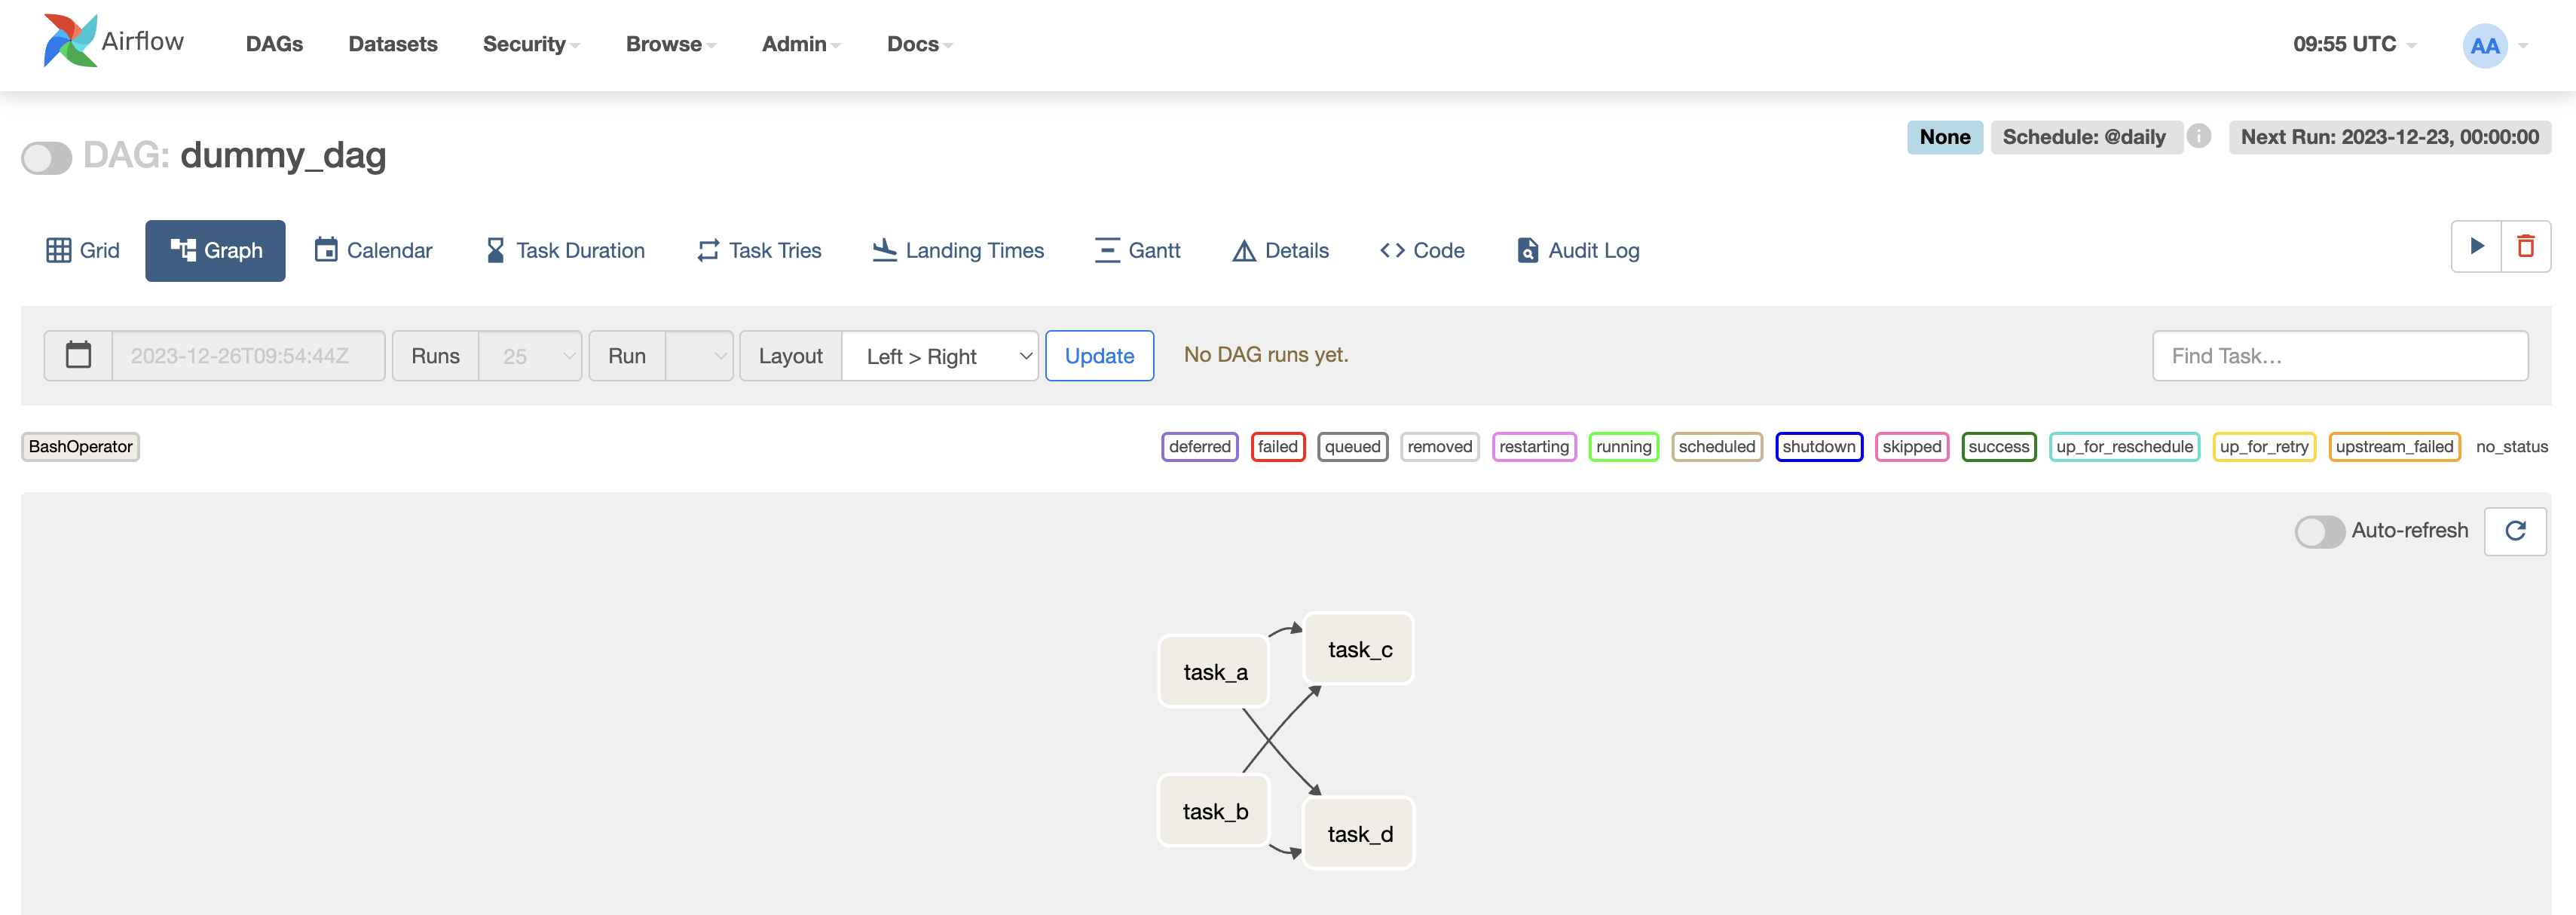 Airflow DAGs Datasets Security Browse Admin Docs 09:55 UTC AA
DAG: dummy_dag None Schedule: @daily i Next Run: 2023-12-23, 00:00:00
Grid Graph Calendar Task Duration Task Tries Landing Times Gantt Details Code Audit Log
2023-12-26T09:54:44Z Runs 25 Run Layout Left > Right Update No DAG runs yet. Find Task...
BashOperator deferred failed queued removed restarting running scheduled shutdown skipped success up_for_reschedule up_for_retry upstream_failed no_status
Auto-refresh
task_c
task_a
task_b
task_d